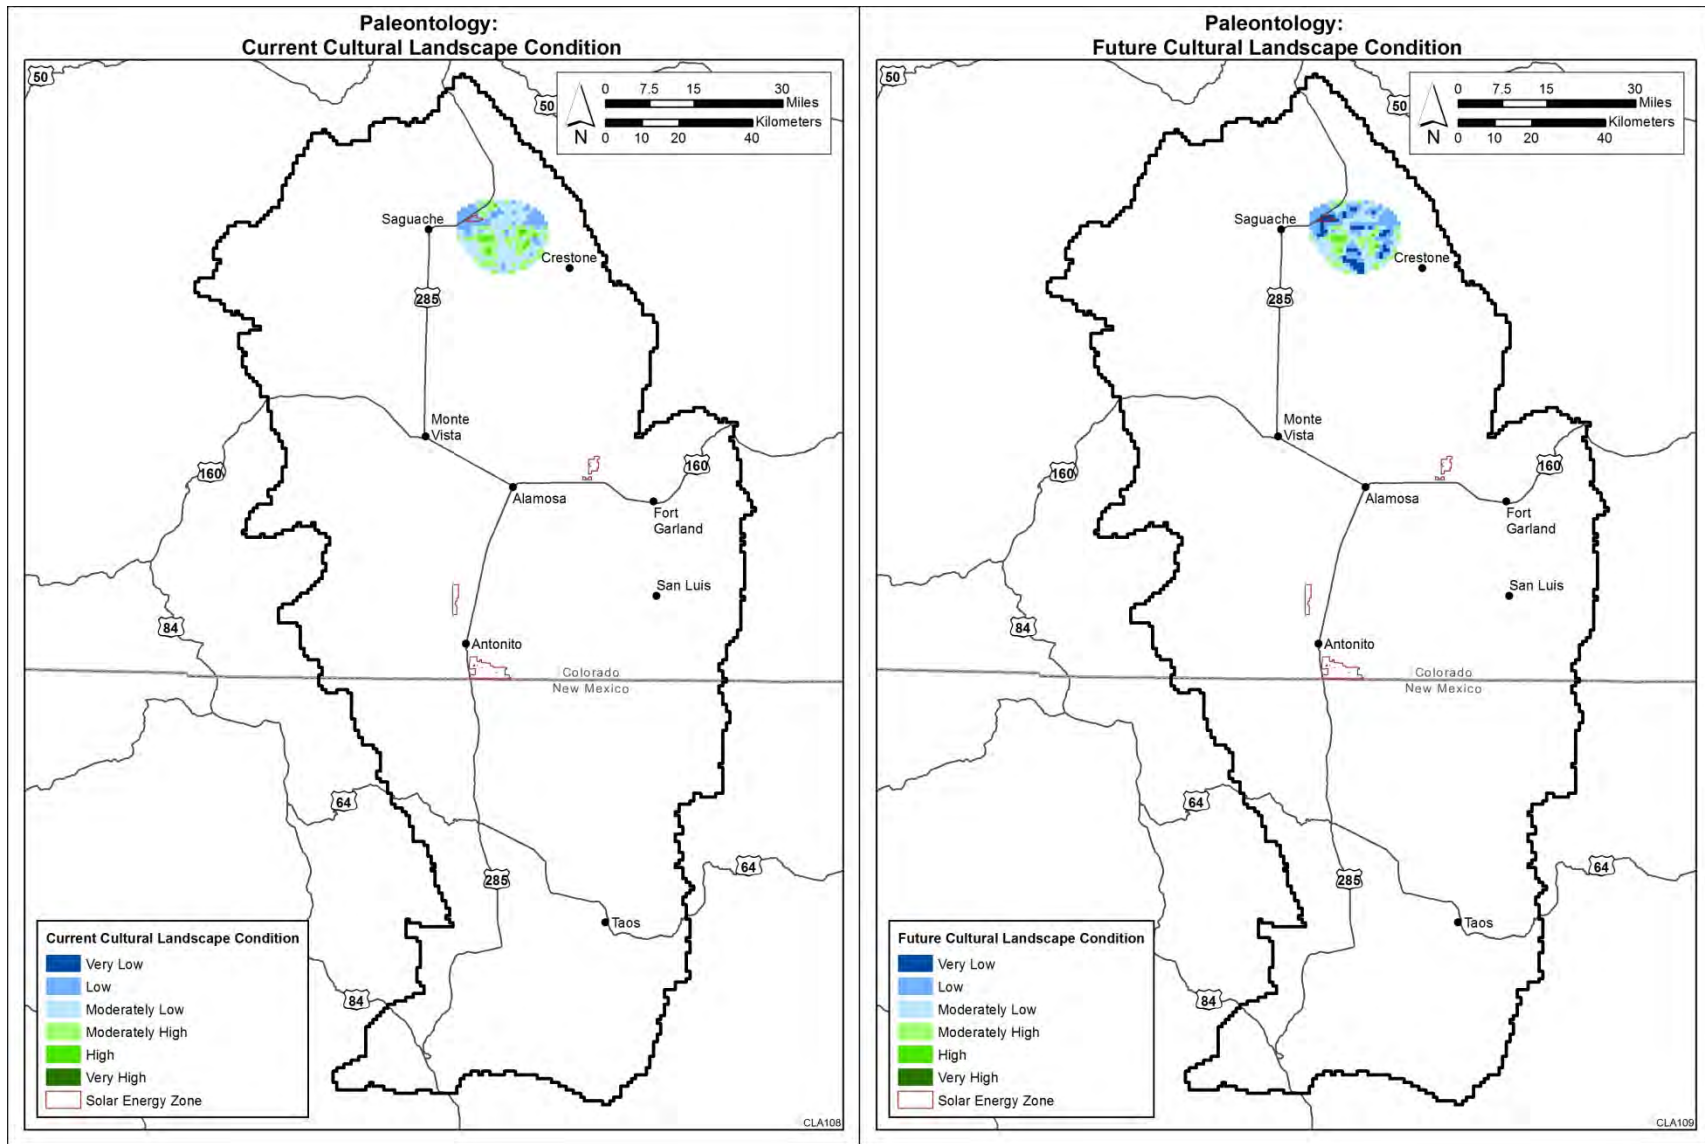 Paleontology:
Current Cultural Landscape Condition
50
50
0 7.5 15 30
Miles
Kilometers
0 10 20 40
N
Saguache
Crestone
285
Monte
Vista
160
160
Alamosa
Fort
Garland
San Luis
84
Antonito
Colorado
New Mexico
64
64
285
Taos
84
Current Cultural Landscape Condition
Very Low
Low
Moderately Low
Moderately High
High
Very High
Solar Energy Zone
CLA108
Paleontology:
Future Cultural Landscape Condition
50
50
0 7.5 15 30
Miles
Kilometers
0 10 20 40
N
Saguache
Crestone
285
Monte
Vista
160
160
Alamosa
Fort
Garland
San Luis
84
Antonito
Colorado
New Mexico
64
64
285
Taos
84
Future Cultural Landscape Condition
Very Low
Low
Moderately Low
Moderately High
High
Very High
Solar Energy Zone
CLA109